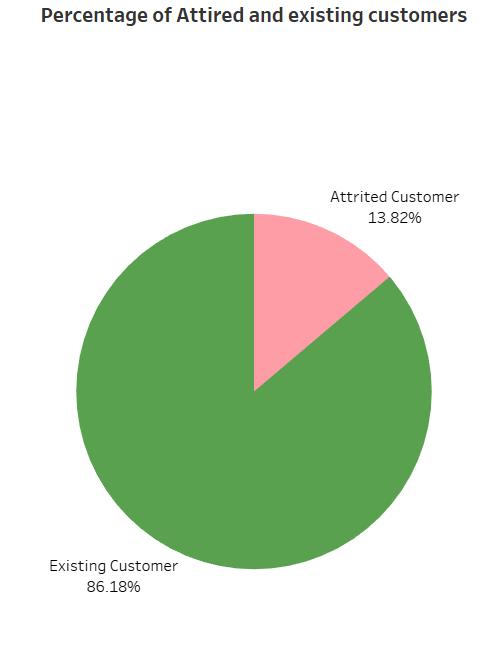 Percentage of Attired and existing customers
Attrited Customer
13.82%
Existing Customer
86.18%